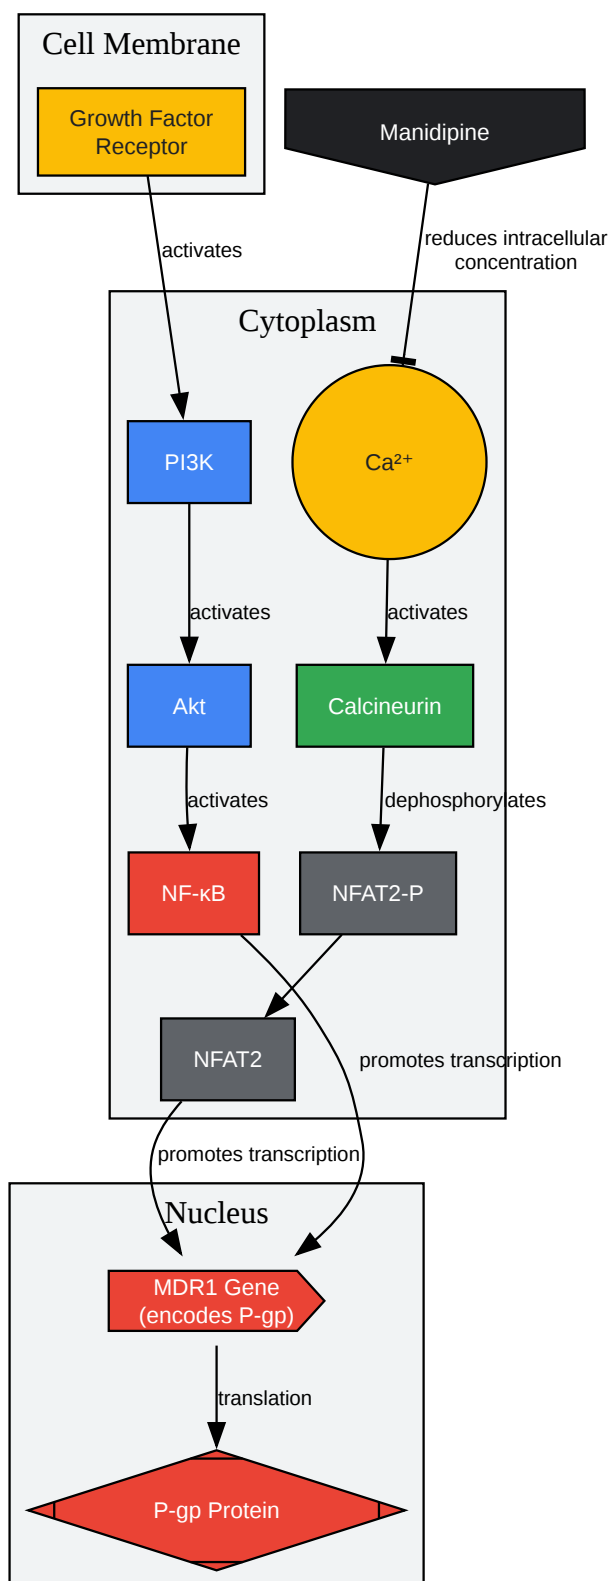 Cell Membrane
Growth Factor
Receptor
Manidipine
activates
reduces intracellular
concentration
Cytoplasm
PI3K
Ca²⁺
activates
activates
Akt
Calcineurin
activates
dephosphorylates
NF-κB
NFAT2-P
NFAT2
promotes transcription
promotes transcription
Nucleus
MDR1 Gene
(encodes P-gp)
translation
P-gp Protein